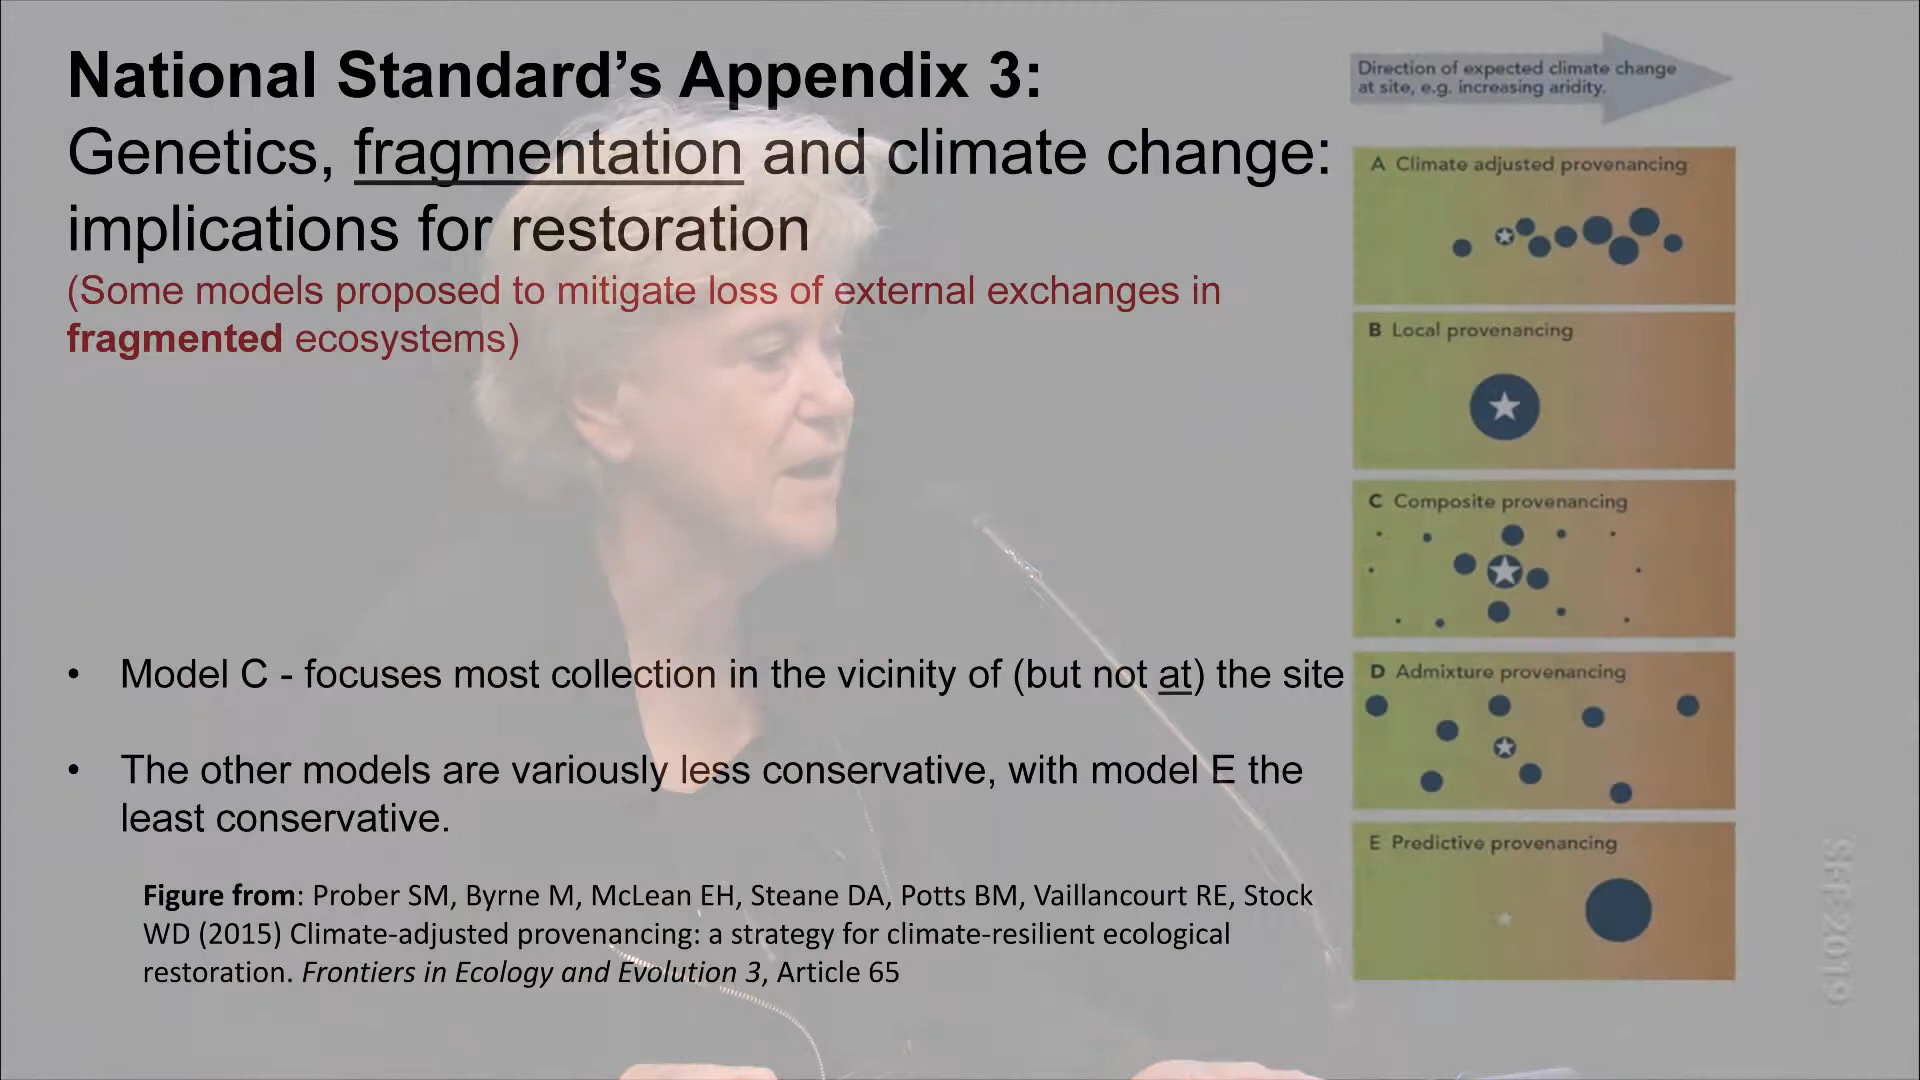 National Standard’s Appendix 3:
Genetics, fragmentation and climate change:
implications for restoration
(Some models proposed to mitigate loss of external exchanges in
fragmented ecosystems)
• Model C - focuses most collection in the vicinity of (but not at) the site
• The other models are variously less conservative, with model E the
least conservative.
Figure from: Prober SM, Byrne M, McLean EH, Steane DA, Potts BM, Vaillancourt RE, Stock
WD (2015) Climate-adjusted provenancing: a strategy for climate-resilient ecological
restoration. Frontiers in Ecology and Evolution 3, Article 65
Direction of expected climate change
at site, e.g. increasing aridity.
A Climate adjusted provenancing
B Local provenancing
C Composite provenancing
D Admixture provenancing
E Predictive provenancing